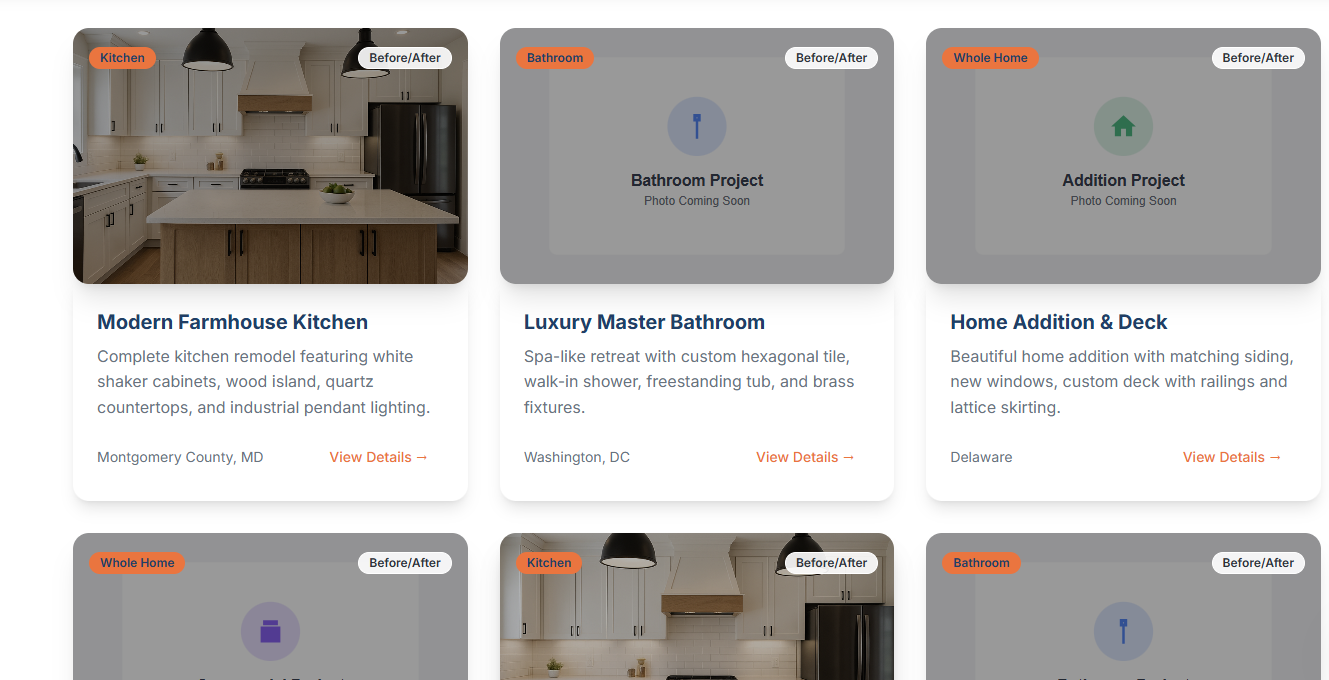 Kitchen
Before/After
Bathroom
Before/After
Whole Home
Before/After
Bathroom Project
Photo Coming Soon
Addition Project
Photo Coming Soon
Modern Farmhouse Kitchen
Complete kitchen remodel featuring white
shaker cabinets, wood island, quartz
countertops, and industrial pendant lighting.
Montgomery County, MD
View Details →
Luxury Master Bathroom
Spa-like retreat with custom hexagonal tile,
walk-in shower, freestanding tub, and brass
fixtures.
Washington, DC
View Details →
Home Addition & Deck
Beautiful home addition with matching siding,
new windows, custom deck with railings and
lattice skirting.
Delaware
View Details →
Whole Home
Before/After
Kitchen
Before/After
Bathroom
Before/After